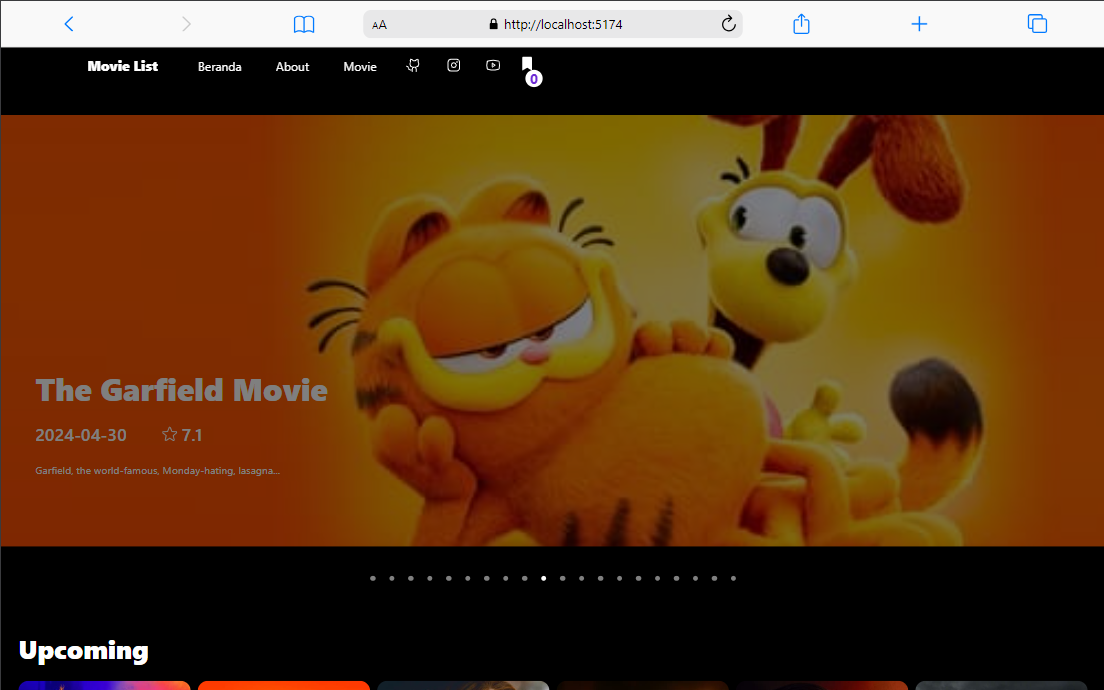 AA http://localhost:5174
Movie List Beranda About Movie 0
The Garfield Movie
2024-04-30 7.1
Garfield, the world-famous, Monday-hating, lasagna...
Upcoming